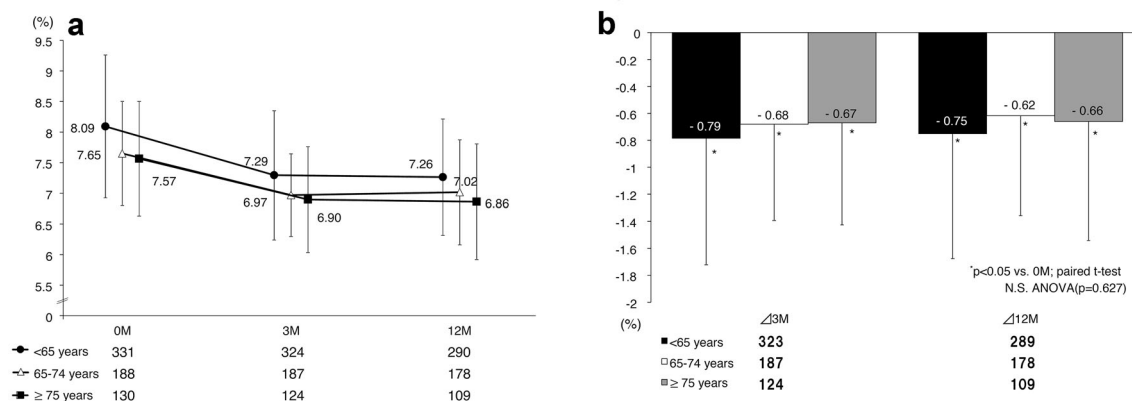 (%)
a
9.5
9
8.5
8
7.5
7
6.5
6
5.5
0
8.09
7.65
7.57
7.29
6.97
6.90
7.26
7.02
6.86
0M 3M 12M
<65 years 331 324 290
65-74 years 188 187 178
≥ 75 years 130 124 109
b
0
-0.2
-0.4
-0.6
-0.8
-1
-1.2
-1.4
-1.6
-1.8
-2
(%)
- 0.79
- 0.68
- 0.67
- 0.75
- 0.62
- 0.66
* * * * * *
*p<0.05 vs. 0M; paired t-test
N.S. ANOVA(p=0.627)
⊿3M ⊿12M
<65 years 323 289
65-74 years 187 178
≥ 75 years 124 109